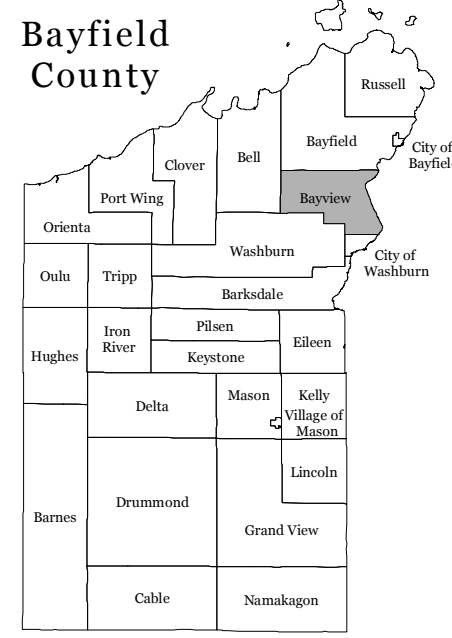 Bayfield
County
Russell
Bayfield
City of
Bayfiel
Clover
Bell
Port Wing
Bayview
Orienta
Washburn
City of
Washburn
Oulu
Tripp
Barksdale
Iron
River
Pilsen
Eileen
Hughes
Keystone
Delta
Mason
Kelly
Village of
Mason
Lincoln
Barnes
Drummond
Grand View
Cable
Namakagon